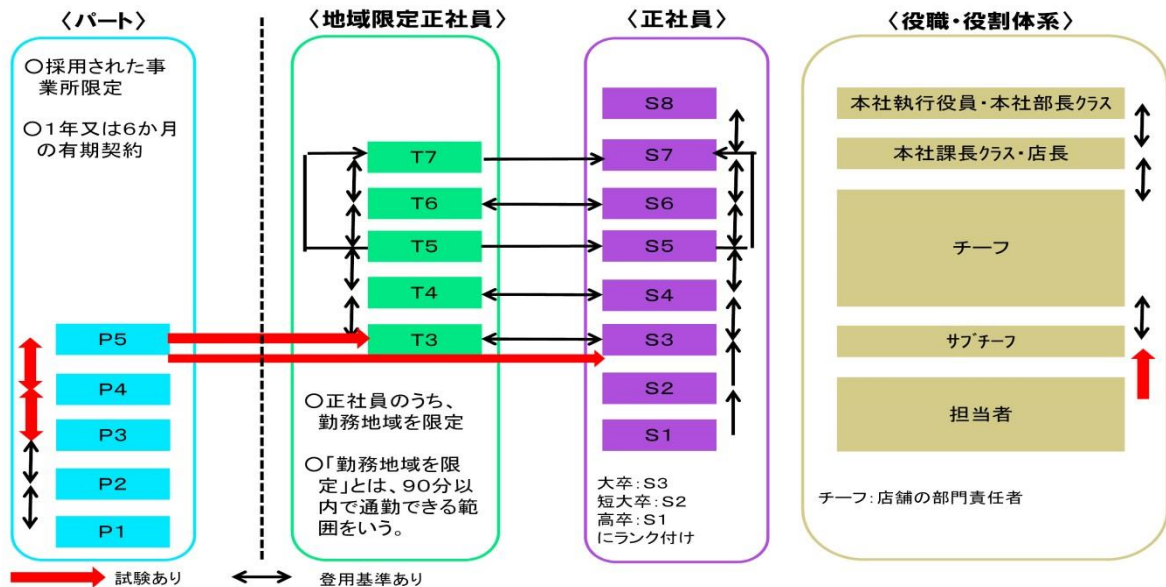 〈パート〉
〇採用された事
業所限定
〇1年又は6か月
の有期契約
P5
P4
P3
P2
P1
〈地域限定正社員〉
T7
T6
T5
T4
T3
〇正社員のうち、
勤務地域を限定
〇「勤務地域を限
定」とは、90分以
内で通勤できる範
囲をいう。
〈正社員〉
S8
S7
S6
S5
S4
S3
S2
S1
大卒:S3
短大卒:S2
高卒:S1
にランク付け
〈役職・役割体系〉
本社執行役員・本社部長クラス
本社課長クラス・店長
チーフ
サブチーフ
担当者
チーフ:店舗の部門責任者
試験あり
登用基準あり